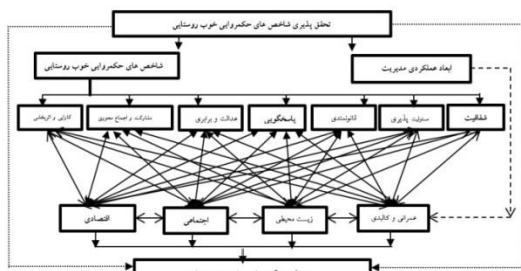 تحقق پذیری شاخص های حکمروایی خوب روستایی
شاخص های حکمروایی خوب روستایی
ابعاد عملکردی مدیریت
شفافیت
مسئولیت پذیری
قانونمندی
پاسخگویی
عدالت و برابری
مشارکت و اجماع محوری
کارایی و اثربخشی
عمرانی و کالبدی
زیست محیطی
اجتماعی
اقتصادی